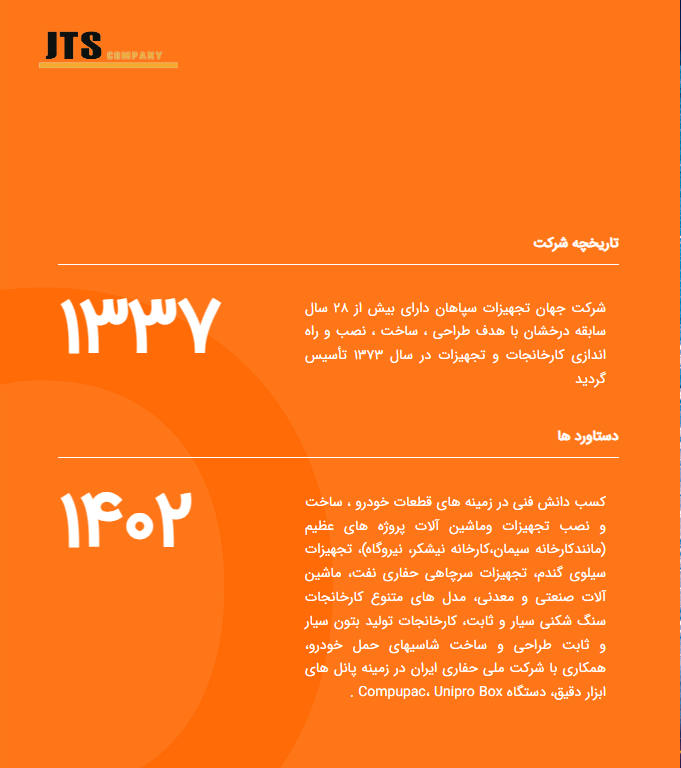 JTS COMPANY
تاریخچه شرکت
۱۳۳۷
شرکت جهان تجهیزات سپاهان دارای بیش از ۲۸ سال
سابقه درخشان با هدف طراحی ، ساخت ، نصب و راه
اندازی کارخانجات و تجهیزات در سال ۱۳۷۳ تأسیس
گردید
دستاورد ها
۱۴۰۲
کسب دانش فنی در زمینه های قطعات خودرو ، ساخت
و نصب تجهیزات وماشین آلات پروژه های عظیم
(مانندکارخانه سیمان،کارخانه نیشکر، نیروگاه)، تجهیزات
سیلوی گندم، تجهیزات سرچاهی حفاری نفت، ماشین
آلات صنعتی و معدنی، مدل های متنوع کارخانجات
سنگ شکنی سیار و ثابت، کارخانجات تولید بتون سیار
و ثابت طراحی و ساخت شاسیهای حمل خودرو،
همکاری با شرکت ملی حفاری ایران در زمینه پانل های
ابزار دقیق، دستگاه Compupac، Unipro Box .